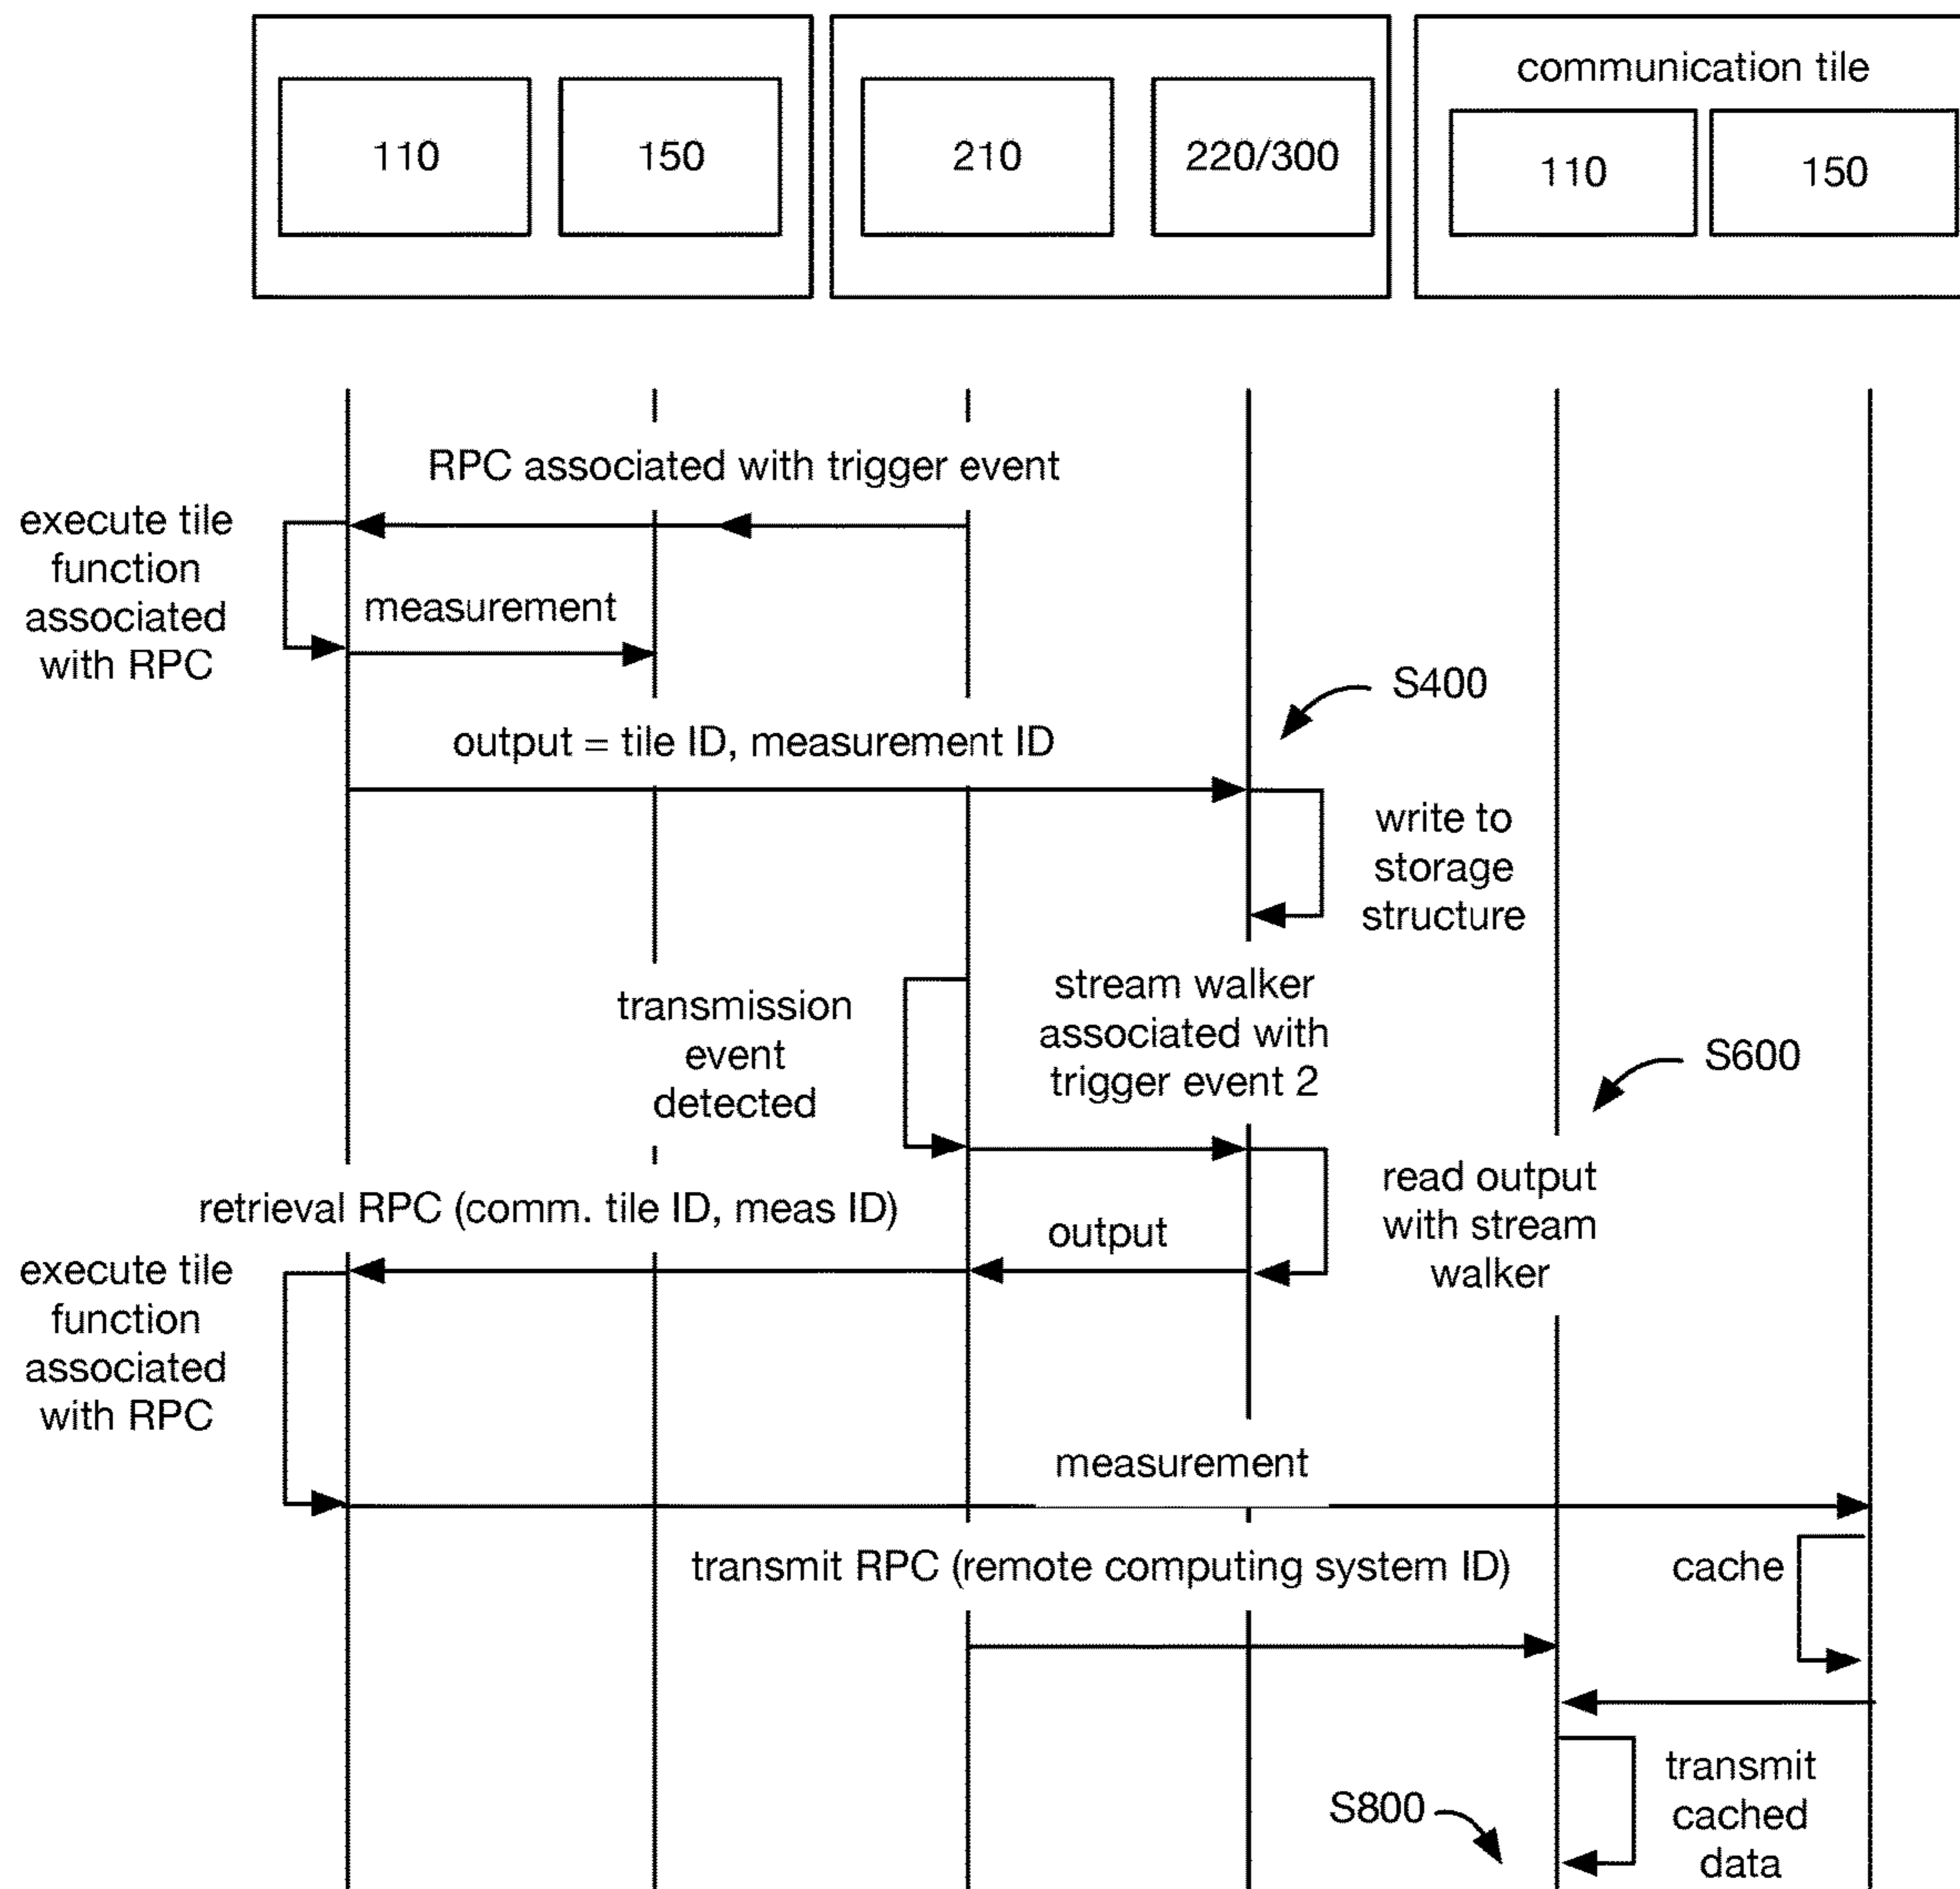 communication tile
110
150
210
220/300
110
150
RPC associated with trigger event
execute tile
function
associated
with RPC
measurement
S400
output = tile ID, measurement ID
write to
storage
structure
transmission
event
detected
stream walker
associated with
trigger event 2
S600
read output
with stream
walker
retrieval RPC (comm. tile ID, meas ID)
output
execute tile
function
associated
with RPC
measurement
transmit RPC (remote computing system ID)
cache
transmit
cached
data
S800